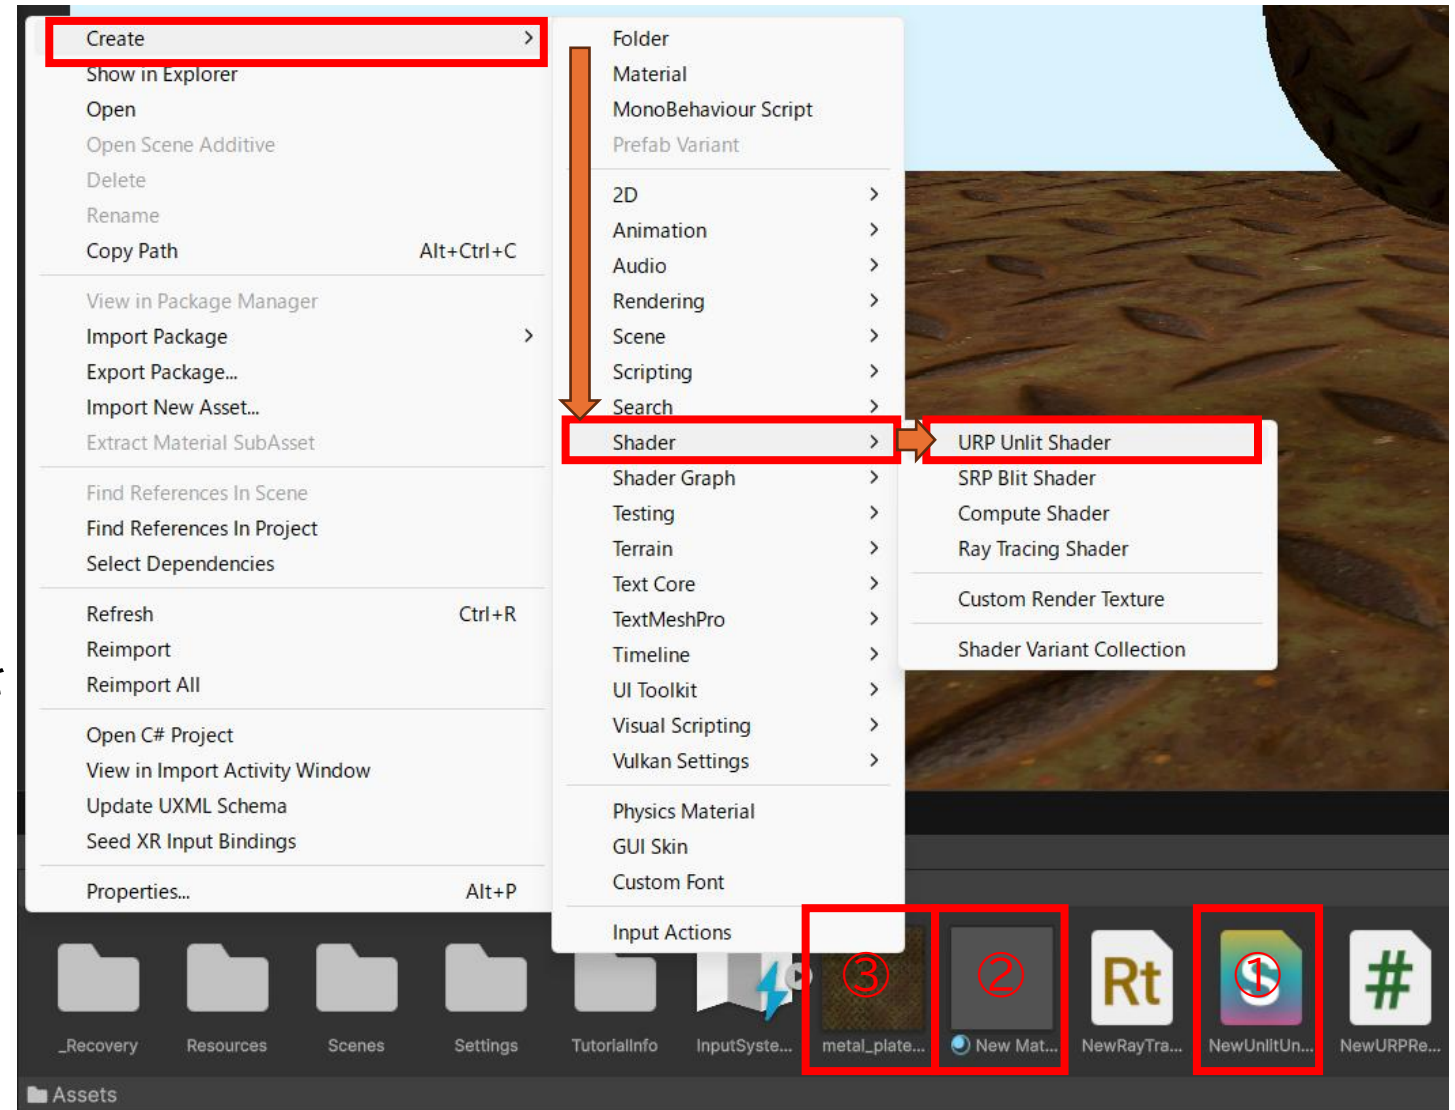 Create
Show in Explorer
Open
Open Scene Additive
Delete
Rename
Copy Path Alt+Ctrl+C
View in Package Manager
Import Package
Export Package...
Import New Asset...
Extract Material SubAsset
Find References In Scene
Find References In Project
Select Dependencies
Refresh Ctrl+R
Reimport
Reimport All
Open C# Project
View in Import Activity Window
Update UXML Schema
Seed XR Input Bindings
Properties... Alt+P
Folder
Material
MonoBehaviour Script
Prefab Variant
2D
Animation
Audio
Rendering
Scene
Scripting
Search
Shader
Shader Graph
Testing
Terrain
Text Core
TextMeshPro
Timeline
UI Toolkit
Visual Scripting
Vulkan Settings
Physics Material
GUI Skin
Custom Font
Input Actions
URP Unlit Shader
SRP Blit Shader
Compute Shader
Ray Tracing Shader
Custom Render Texture
Shader Variant Collection
③ ② Rt ① S #
_Recovery Resources Scenes Settings TutorialInfo InputSyste... metal_plate... New Mat... NewRayTra... NewUnlitUn... NewURPRe...
Assets